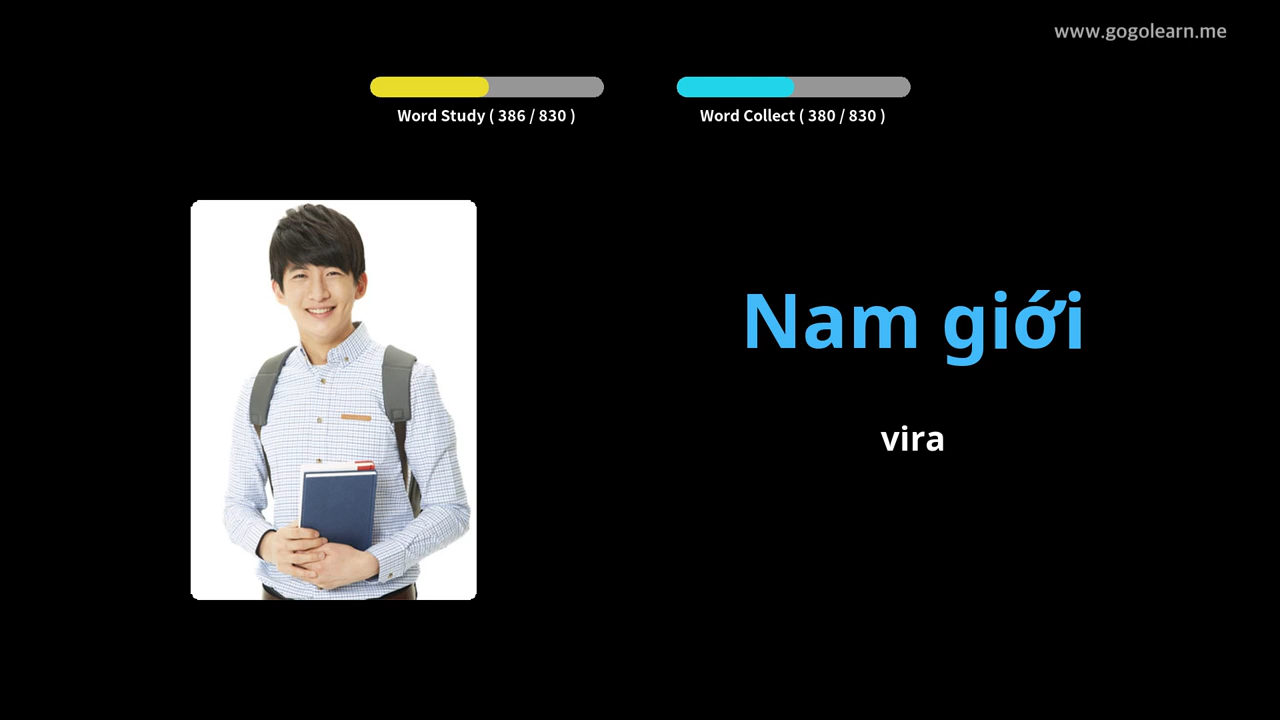 www.gogolearn.me
Word Study ( 386 / 830 )
Word Collect ( 380 / 830 )
Nam giới
vira